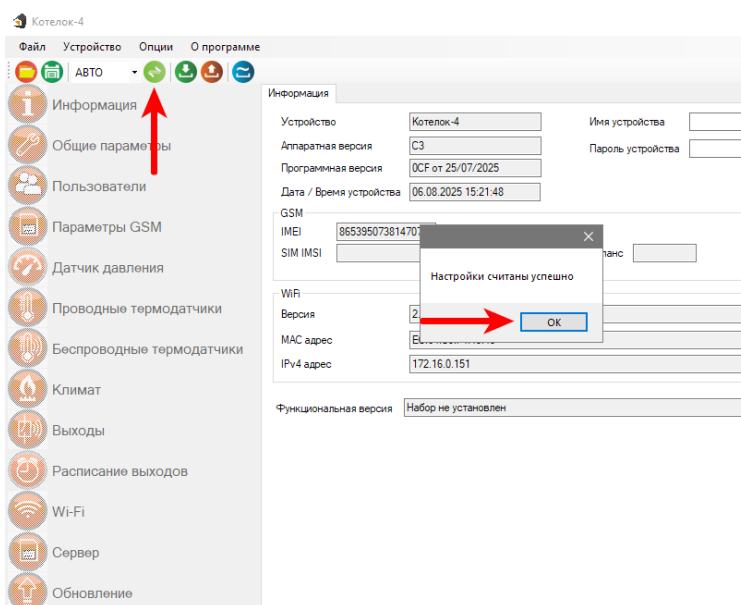 Котелок-4
Файл Устройство Опции О программе
АВТО
Информация
Общие параметры
Пользователи
Параметры GSM
Датчик давления
Проводные термодатчики
Беспроводные термодатчики
Климат
Выходы
Расписание выходов
Wi-Fi
Сервер
Обновление
Информация
Устройство Котелок-4 Имя устройства
Аппаратная версия C3 Пароль устройства
Программная версия 0CF от 25/07/2025
Дата / Время устройства 06.08.2025 15:21:48
GSM
IMEI 86539507381470
SIM IMSI
Настройки считаны успешно
OK
WiFi
Версия 2.
MAC адрес
IPv4 адрес 172.16.0.151
Функциональная версия Набор не установлен